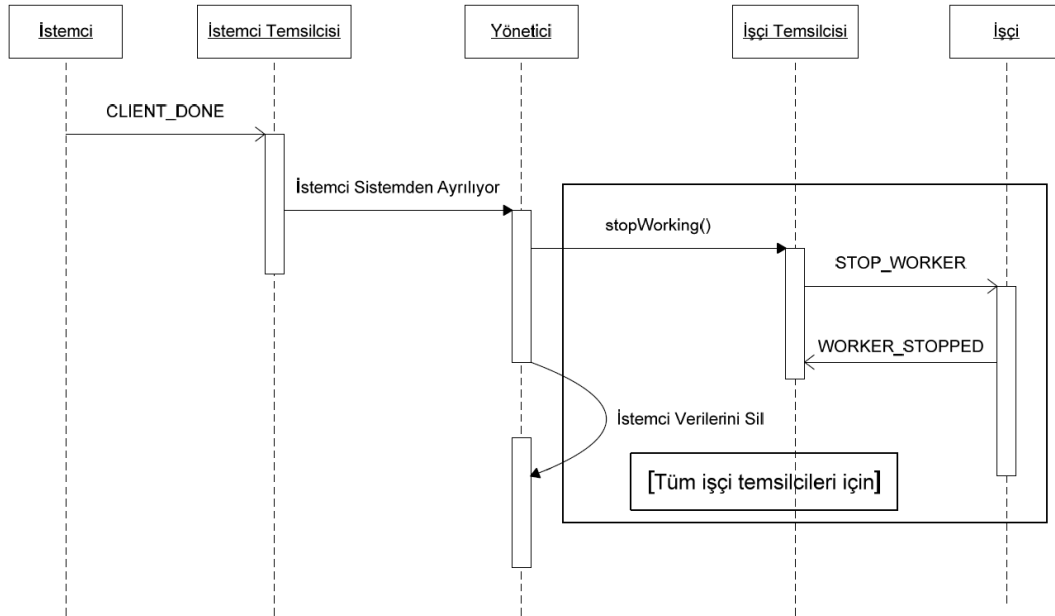 İstemci
İstemci Temsilcisi
Yönetici
İşçi Temsilcisi
İşçi
CLIENT_DONE
İstemci Sistemden Ayrılıyor
stopWorking()
STOP_WORKER
WORKER_STOPPED
İstemci Verilerini Sil
[Tüm işçi temsilcileri için]